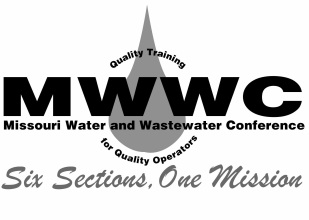 Quality Training
MWWC
Missouri Water and Wastewater Conference
for Quality Operators
Six Sections, One Mission